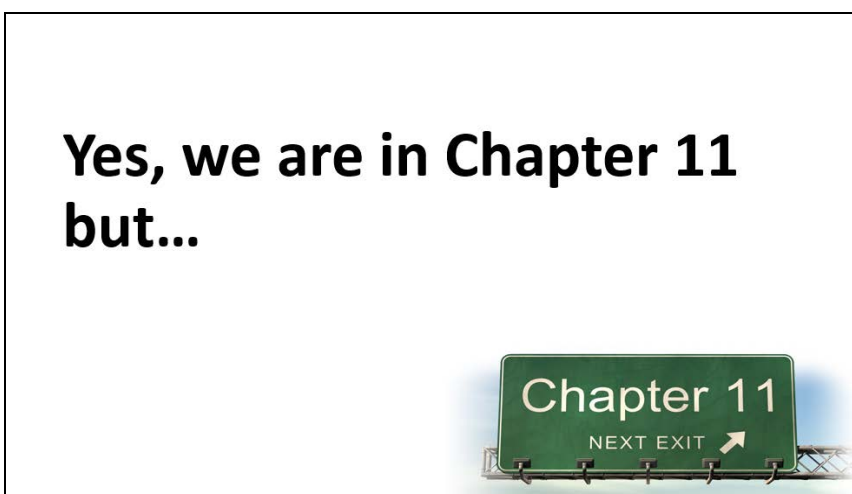 Yes, we are in Chapter 11
but…
Chapter 11
NEXT EXIT